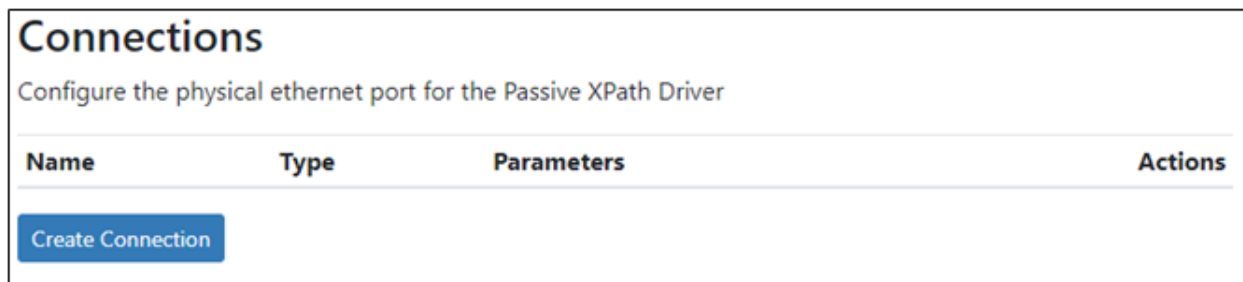 Connections
Configure the physical ethernet port for the Passive XPath Driver
Name Type Parameters Actions
Create Connection